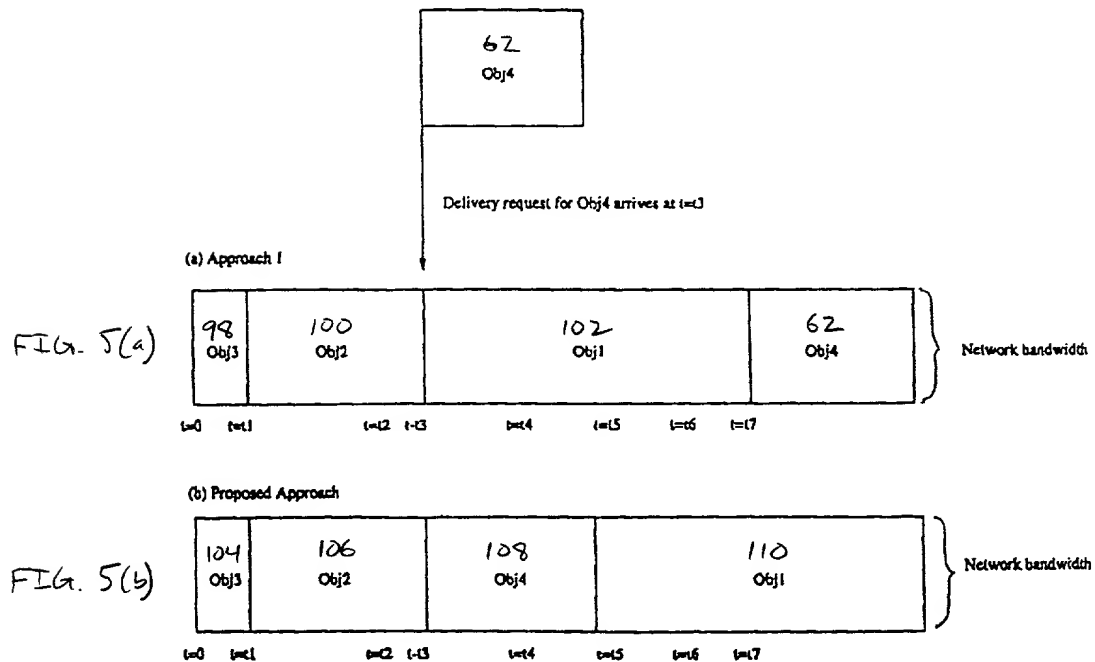 62
Obj4
Delivery request for Obj4 arrives at t=t3
(a) Approach 1
FIG. 5(a)
98 100 102 62
Obj3 Obj2 Obj1 Obj4
Network bandwidth
t=0 t=t1 t=t2 t-t3 t=t4 t=t5 t=t6 t=t7
(b) Proposed Approach
FIG. 5(b)
104 106 108 110
Obj3 Obj2 Obj4 Obj1
Network bandwidth
t=0 t=t1 t=t2 t-t3 t=t4 t=t5 t=t6 t=t7